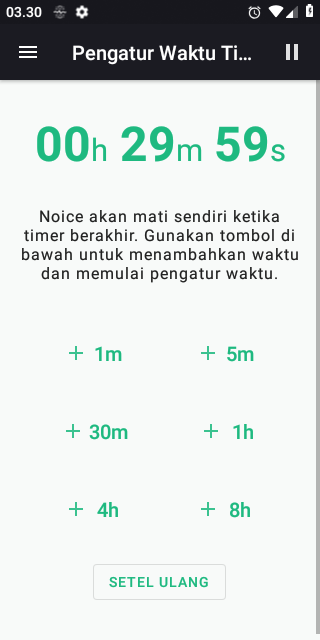 03.30
Pengatur Waktu Ti...
00h 29m 59s
Noice akan mati sendiri ketika
timer berakhir. Gunakan tombol di
bawah untuk menambahkan waktu
dan memulai pengatur waktu.
+ 1m + 5m
+ 30m + 1h
+ 4h + 8h
SETEL ULANG